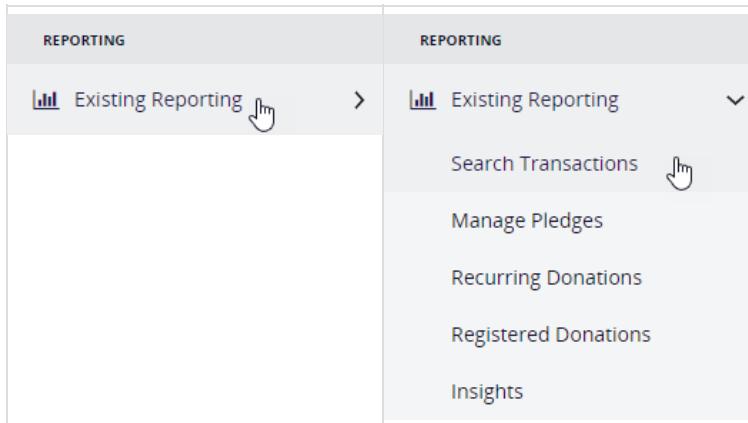 REPORTING
Existing Reporting
REPORTING
Existing Reporting
Search Transactions
Manage Pledges
Recurring Donations
Registered Donations
Insights